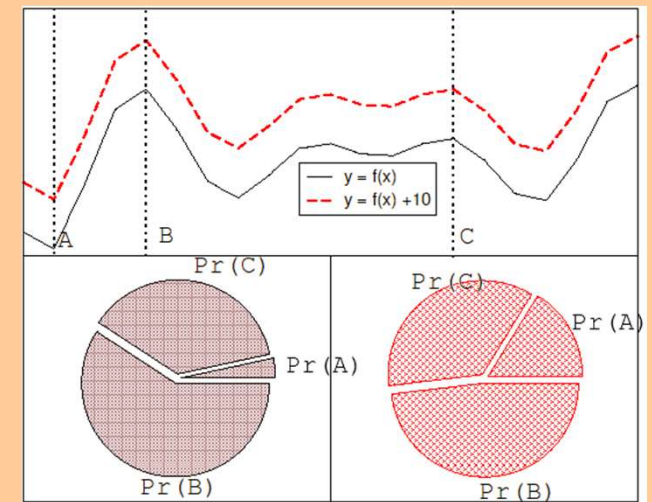 y = f(x)
y = f(x) +10
A
B
C
Pr(C)
Pr(A)
Pr(B)
Pr(C)
Pr(A)
Pr(B)